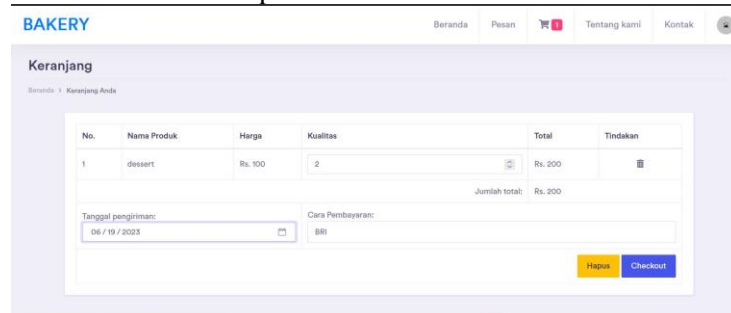 BAKERY Beranda Pesan 1 Tentang kami Kontak
Keranjang
Beranda > Keranjang Anda
No. Nama Produk Harga Kualitas Total Tindakan
1 dessert Rs. 100 2 Rs. 200
Jumlah total: Rs. 200
Tanggal pengiriman: Cara Pembayaran:
06 / 19 / 2023 BRI
Hapus Checkout